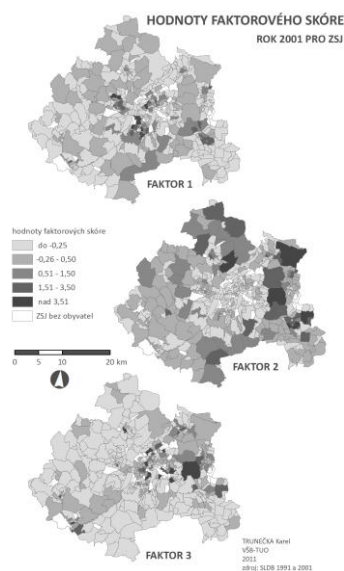 HODNOTY FAKTOROVÉHO SKÓRE
ROK 2001 PRO ZSJ
FAKTOR 1
hodnoty faktorových skóre
do -0,25
-0,26 - 0,50
0,51 - 1,50
1,51 - 3,50
nad 3,51
ZSJ bez obyvatel
0 5 10 20 km
FAKTOR 2
FAKTOR 3
TRUNEČKA Karel
VŠB-TUO
2011
zdroj: SLDB 1991 a 2001